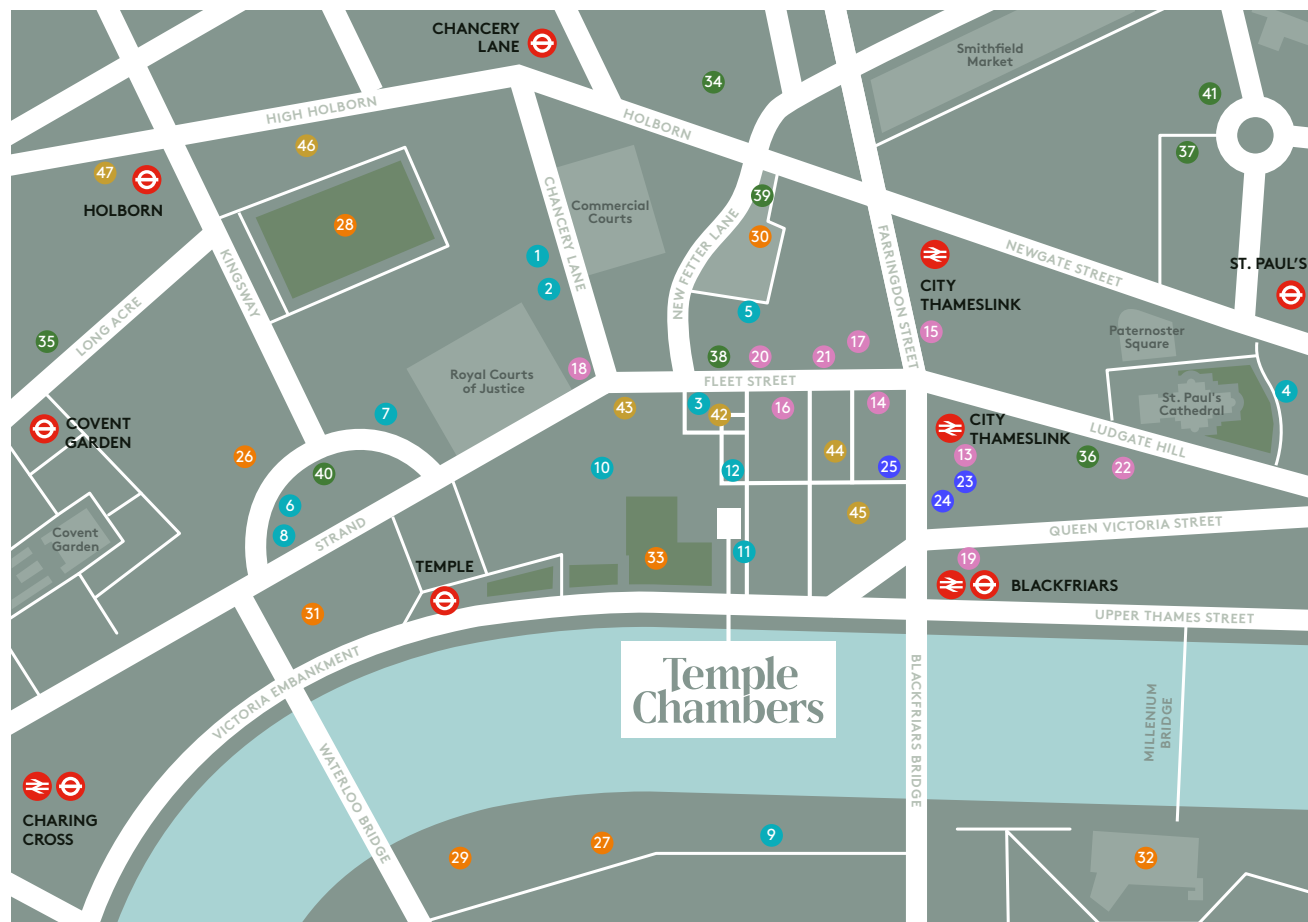 CHANCERY
LANE
Smithfield
Market
34
41
HIGH HOLBORN
HOLBORN
46
37
47
HOLBORN
CHANCERY LANE
Commercial
Courts
39
28
30
NEW FETTER LANE
FARRINGDON STREET
NEWGATE STREET
1
2
KINGSWAY
CITY
THAMESLINK
ST. PAUL'S
LONG ACRE
5
15
35
Paternoster
Square
17
38
20
21
18
Royal Courts
of Justice
FLEET STREET
4
St. Paul's
Cathedral
7
43
3
42
16
14
COVENT
GARDEN
CITY
THAMESLINK
LUDGATE HILL
26
44
13
36
22
40
10
12
25
23
6
24
45
8
STRAND
QUEEN VICTORIA STREET
Covent
Garden
33
11
19
TEMPLE
BLACKFRIARS
31
UPPER THAMES STREET
Temple
Chambers
VICTORIA EMBANKMENT
BLACKFRIARS BRIDGE
MILLENIUM
BRIDGE
WATERLOO BRIDGE
CHARING
CROSS
29
27
9
32